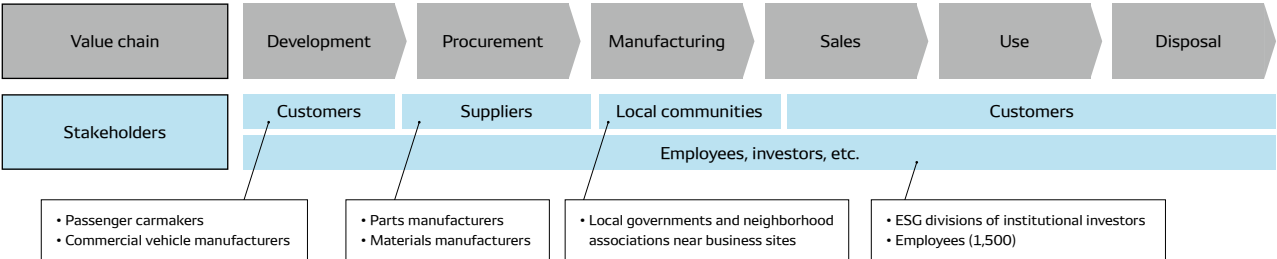 Value chain
Development
Procurement
Manufacturing
Sales
Use
Disposal
Stakeholders
Customers
Suppliers
Local communities
Customers
Employees, investors, etc.
• Passenger carmakers
• Commercial vehicle manufacturers
• Parts manufacturers
• Materials manufacturers
• Local governments and neighborhood
associations near business sites
• ESG divisions of institutional investors
• Employees (1,500)